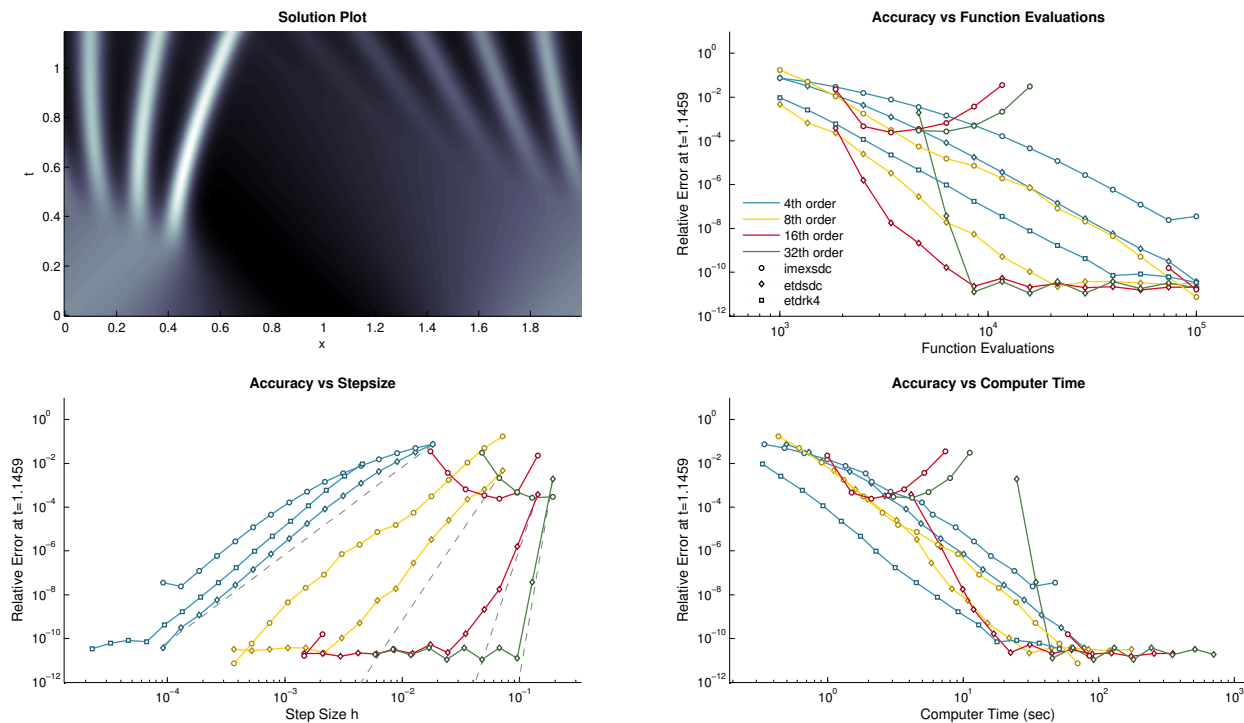 Solution Plot
1
0.8
0.6
0.4
0.2
0
t
0 0.2 0.4 0.6 0.8 1 1.2 1.4 1.6 1.8
x
Accuracy vs Function Evaluations
10^0
10^-2
10^-4
10^-6
10^-8
10^-10
10^-12
Relative Error at t=1.1459
4th order
8th order
16th order
32th order
imexsdc
etdsdc
etdrk4
10^3 10^4 10^5
Function Evaluations
Accuracy vs Stepsize
10^0
10^-2
10^-4
10^-6
10^-8
10^-10
10^-12
Relative Error at t=1.1459
10^-4 10^-3 10^-2 10^-1
Step Size h
Accuracy vs Computer Time
10^0
10^-2
10^-4
10^-6
10^-8
10^-10
10^-12
Relative Error at t=1.1459
10^0 10^1 10^2 10^3
Computer Time (sec)